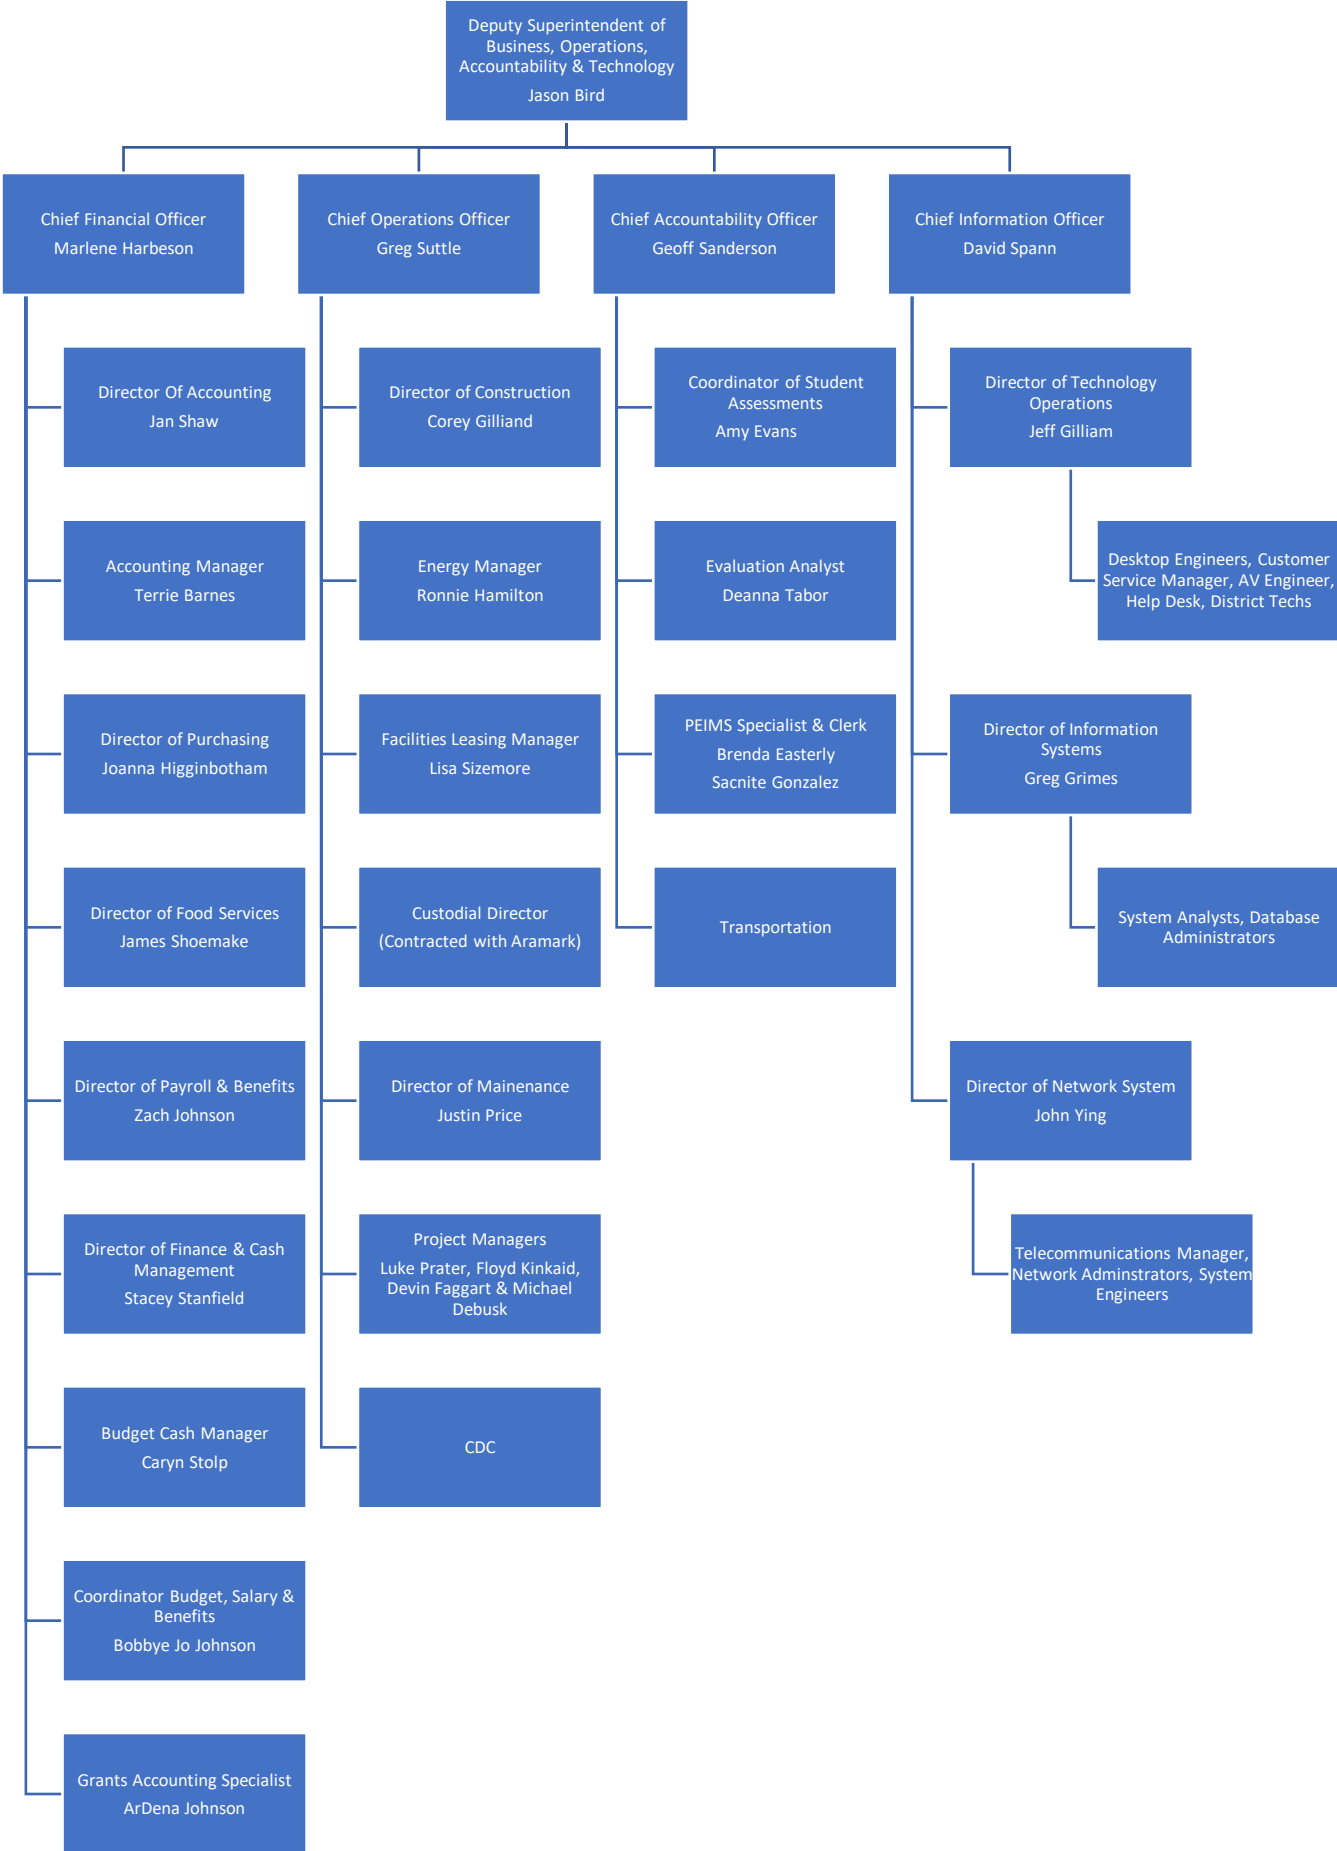 Deputy Superintendent of
Business, Operations,
Accountability & Technology
Jason Bird
Chief Financial Officer
Marlene Harbeson
Chief Operations Officer
Greg Suttle
Chief Accountability Officer
Geoff Sanderson
Chief Information Officer
David Spann
Director Of Accounting
Jan Shaw
Director of Construction
Corey Gilliand
Coordinator of Student
Assessments
Amy Evans
Director of Technology
Operations
Jeff Gilliam
Accounting Manager
Terrie Barnes
Energy Manager
Ronnie Hamilton
Evaluation Analyst
Deanna Tabor
Desktop Engineers, Customer
Service Manager, AV Engineer,
Help Desk, District Techs
Director of Purchasing
Joanna Higginbotham
Facilities Leasing Manager
Lisa Sizemore
PEIMS Specialist & Clerk
Brenda Easterly
Sacnite Gonzalez
Director of Information
Systems
Greg Grimes
Director of Food Services
James Shoemake
Custodial Director
(Contracted with Aramark)
Transportation
System Analysts, Database
Administrators
Director of Payroll & Benefits
Zach Johnson
Director of Mainenance
Justin Price
Director of Network System
John Ying
Director of Finance & Cash
Management
Stacey Stanfield
Project Managers
Luke Prater, Floyd Kinkaid,
Devin Faggart & Michael
Debusk
Telecommunications Manager,
Network Adminstrators, System
Engineers
Budget Cash Manager
Caryn Stolp
CDC
Coordinator Budget, Salary &
Benefits
Bobbye Jo Johnson
Grants Accounting Specialist
ArDena Johnson